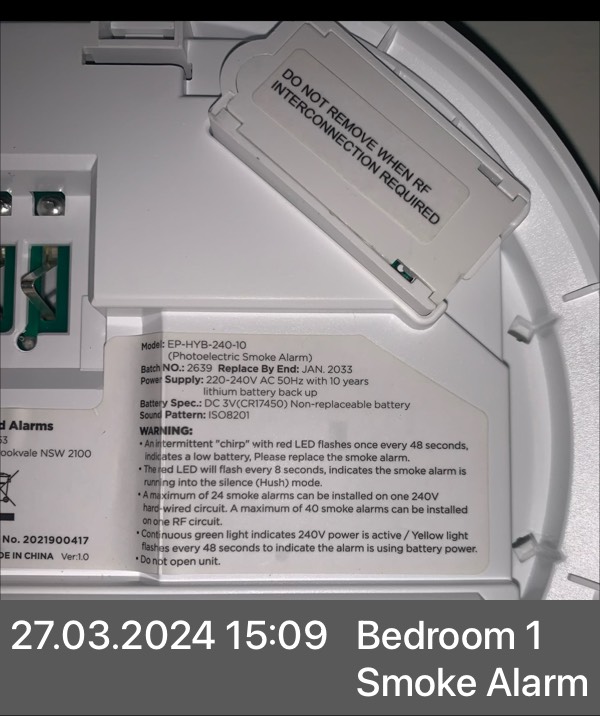 DO NOT REMOVE WHEN RF
INTERCONNECTION REQUIRED
Model: EP-HYB-240-10
(Photoelectric Smoke Alarm)
Batch NO.: 2639 Replace By End: JAN. 2033
Power Supply: 220-240V AC 50Hz with 10 years
lithium battery back up
Battery Spec.: DC 3V(CR17450) Non-replaceable battery
Sound Pattern: ISO8201
WARNING:
• An intermittent "chirp" with red LED flashes once every 48 seconds,
indicates a low battery, Please replace the smoke alarm.
• The red LED will flash every 8 seconds, indicates the smoke alarm is
running into the silence (Hush) mode.
• A maximum of 24 smoke alarms can be installed on one 240V
hard-wired circuit. A maximum of 40 smoke alarms can be installed
on one RF circuit.
• Continuous green light indicates 240V power is active / Yellow light
flashes every 48 seconds to indicate the alarm is using battery power.
• Do not open unit.
d Alarms
53
ookvale NSW 2100
No. 2021900417
DE IN CHINA Ver:1.0
27.03.2024 15:09 Bedroom 1
Smoke Alarm